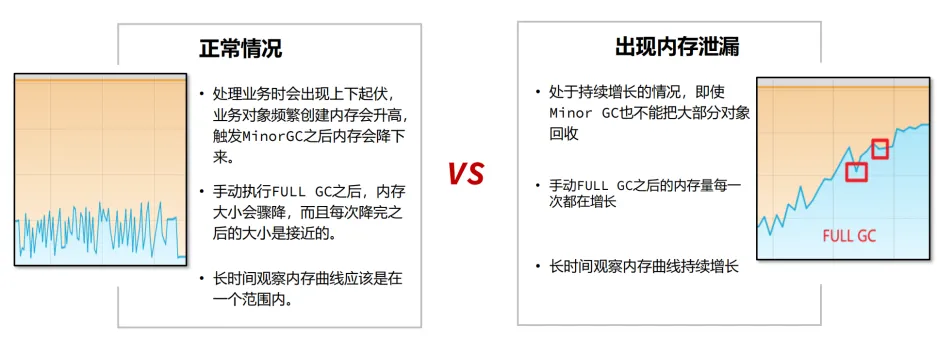 正常情况
• 处理业务时会出现上下起伏，
业务对象频繁创建内存会升高，
触发MinorGC之后内存会降下
来。
• 手动执行FULL GC之后，内存
大小会骤降，而且每次降完之
后的大小是接近的。
• 长时间观察内存曲线应该是在
一个范围内。
VS
出现内存泄漏
• 处于持续增长的情况，即使
Minor GC也不能把大部分对象
回收
• 手动FULL GC之后的内存量每一
次都在增长
• 长时间观察内存曲线持续增长
FULL GC